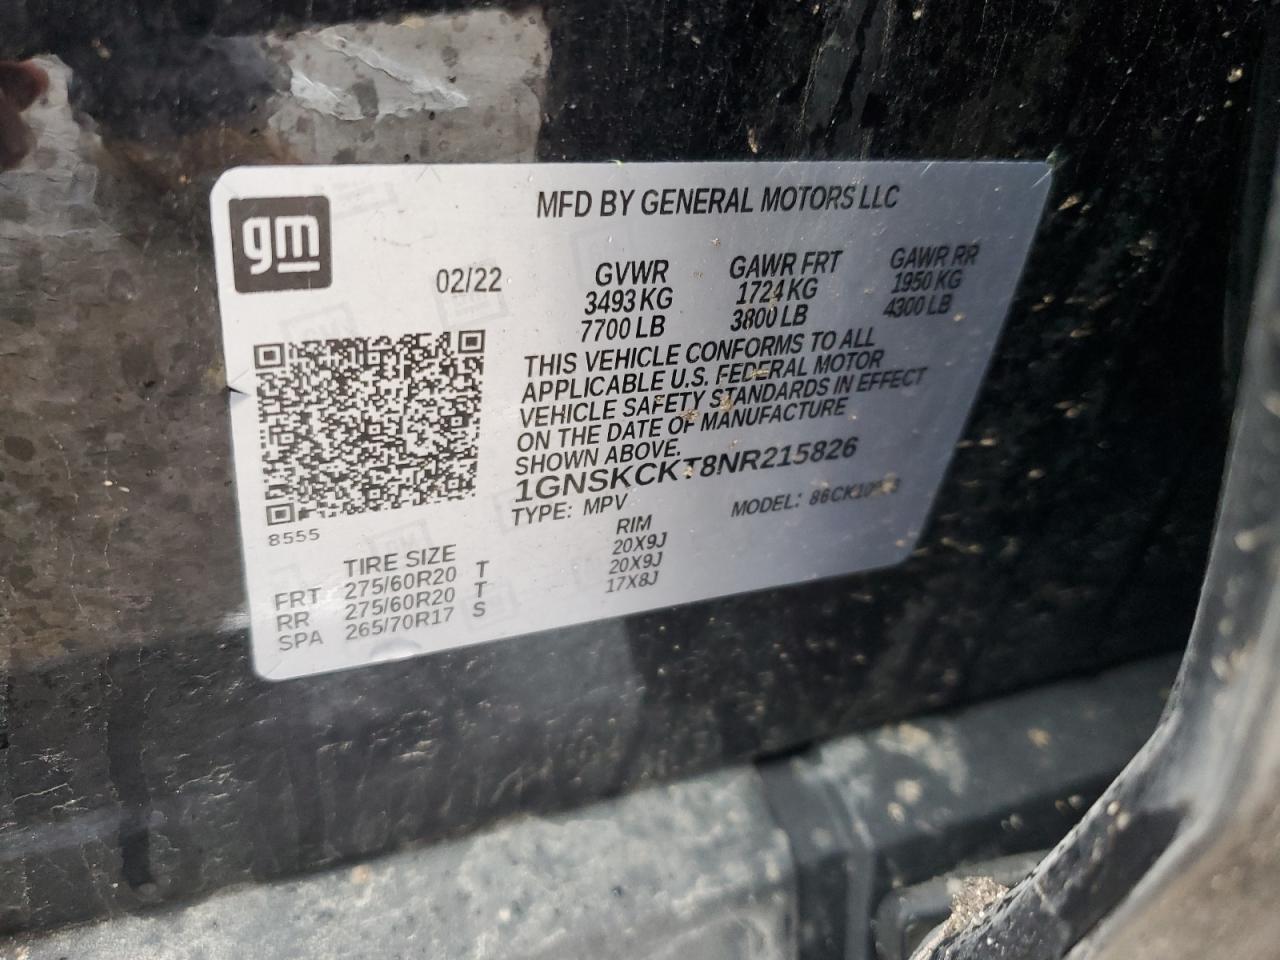 gm
MFD BY GENERAL MOTORS LLC
02/22
GVWR GAWR FRT GAWR RR
3493 KG 1724 KG 1950 KG
7700 LB 3800 LB 4300 LB
THIS VEHICLE CONFORMS TO ALL
APPLICABLE U.S. FEDERAL MOTOR
VEHICLE SAFETY STANDARDS IN EFFECT
ON THE DATE OF MANUFACTURE
SHOWN ABOVE.
1GNSKCKT8NR215826
TYPE: MPV MODEL:
8555
TIRE SIZE RIM
FRT 275/60R20 T 20X9J
RR 275/60R20 T 20X9J
SPA 265/70R17 S 17X8J